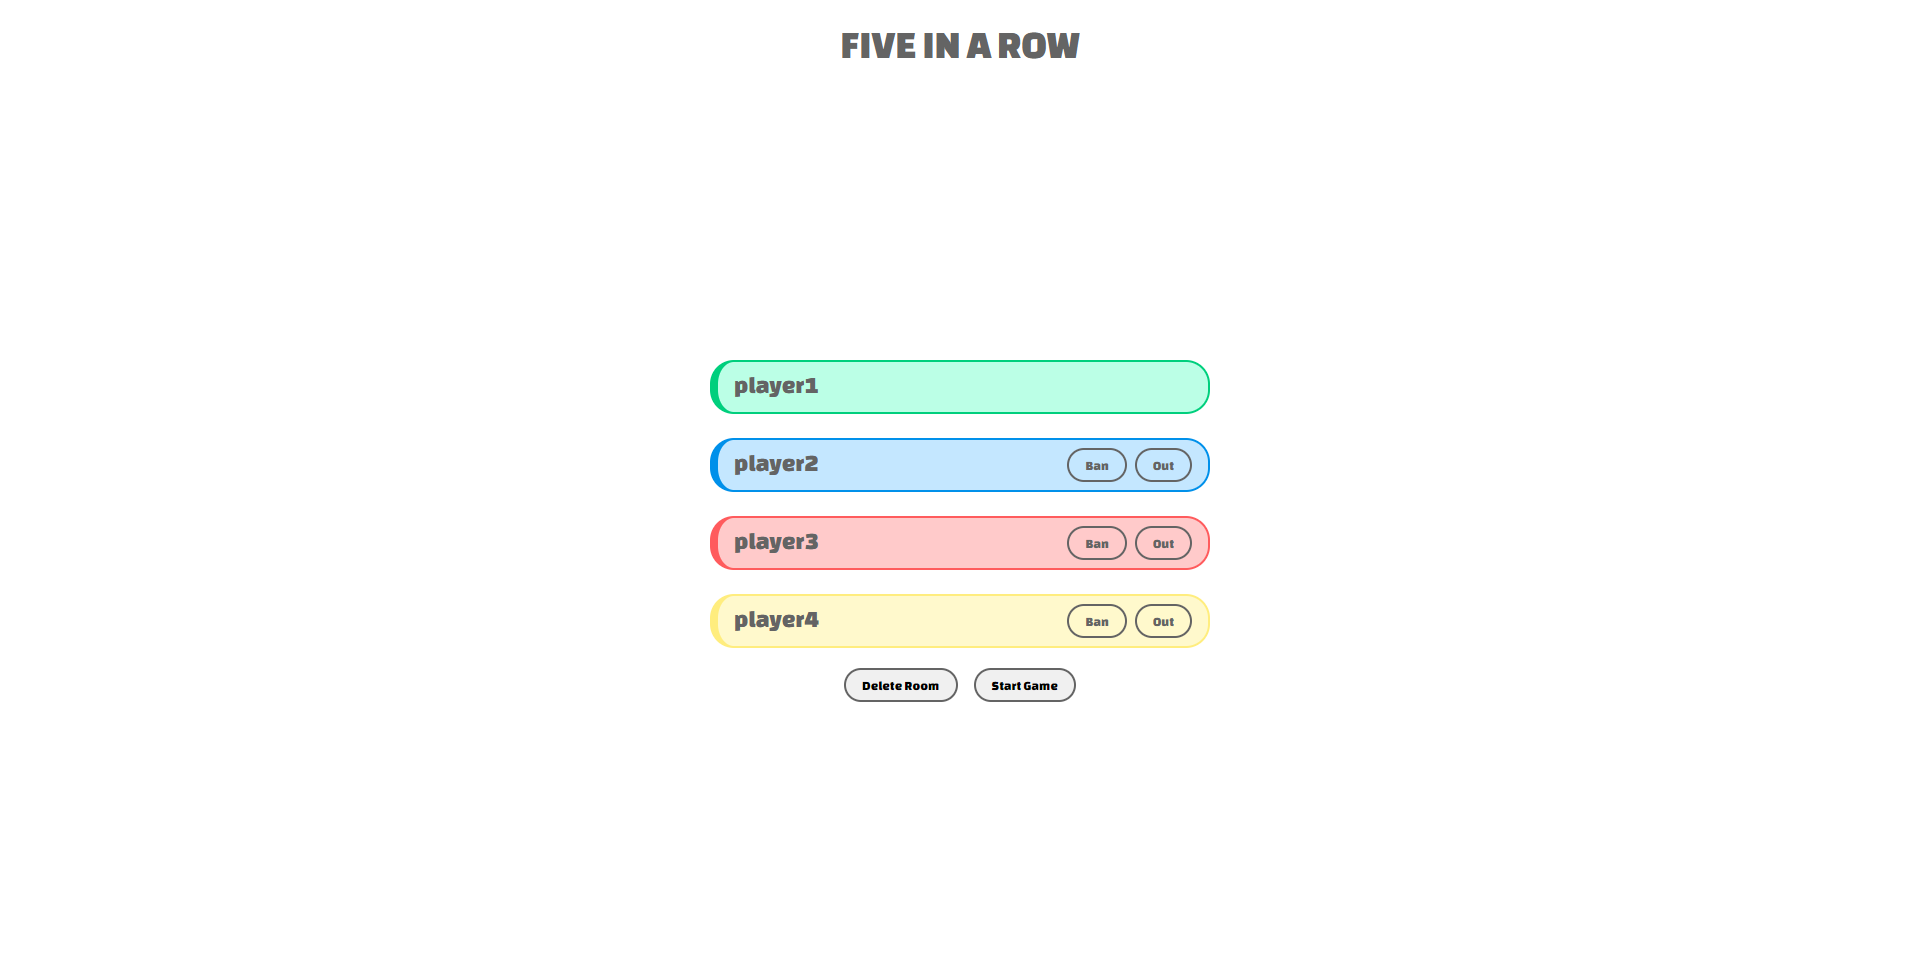 FIVE IN A ROW
player1
player2 Ban Out
player3 Ban Out
player4 Ban Out
Delete Room Start Game